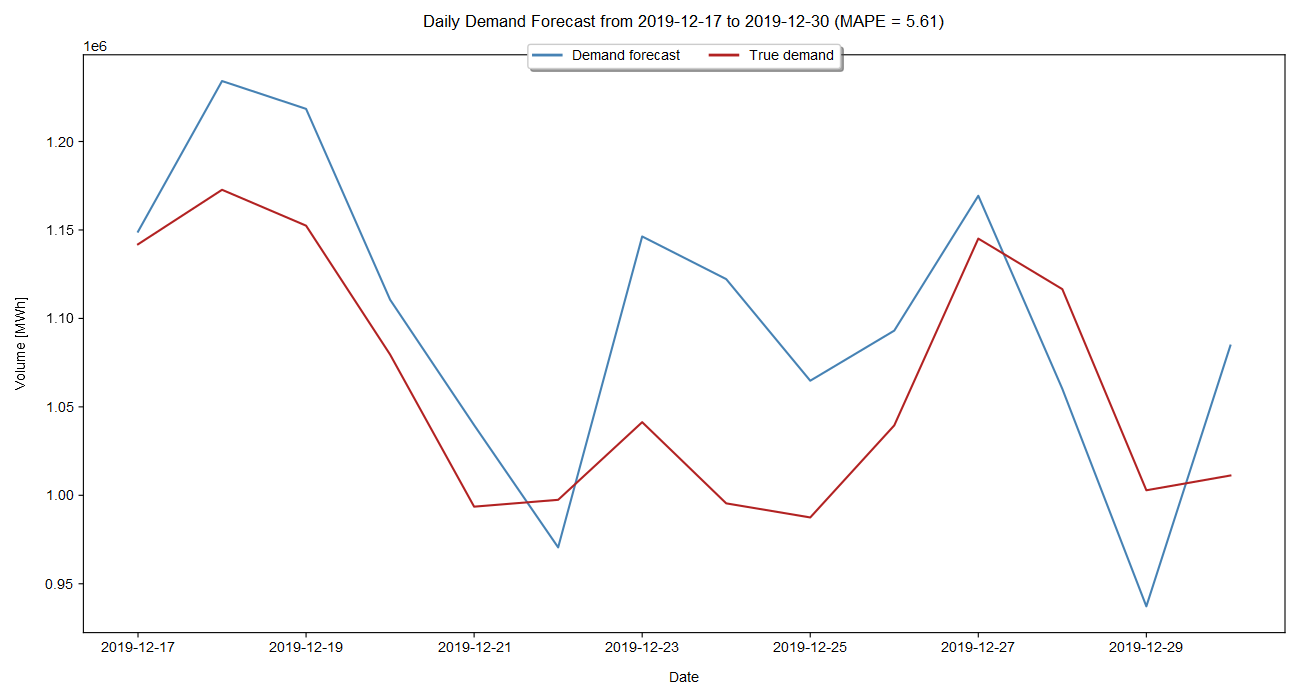 Daily Demand Forecast from 2019-12-17 to 2019-12-30 (MAPE = 5.61)
1e6
Demand forecast
True demand
1.20
1.15
1.10
1.05
1.00
0.95
Volume [MWh]
2019-12-17
2019-12-19
2019-12-21
2019-12-23
2019-12-25
2019-12-27
2019-12-29
Date